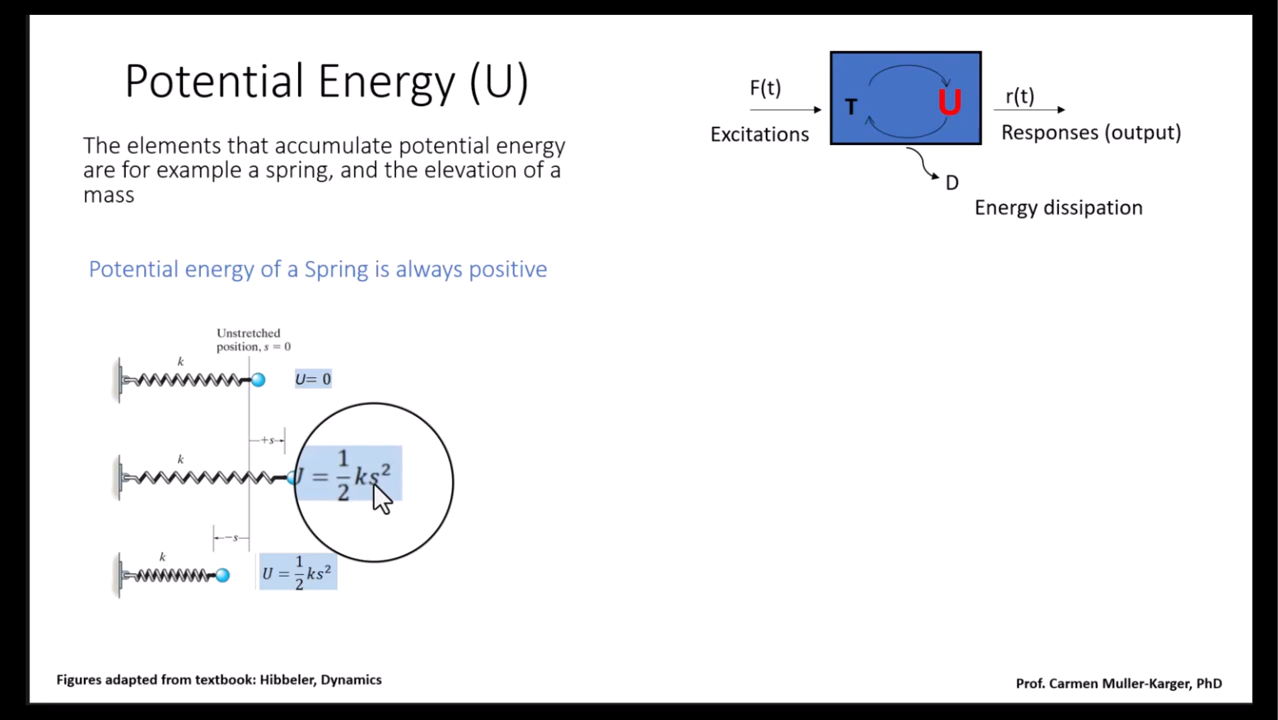 Potential Energy (U)
The elements that accumulate potential energy
are for example a spring, and the elevation of a
mass
F(t)
Excitations
T
U
r(t)
Responses (output)
D
Energy dissipation
Potential energy of a Spring is always positive
Unstretched
position, s = 0
k
U= 0
+s
k
U = 1/2 ks²
−s
k
U = 1/2 ks²
Figures adapted from textbook: Hibbeler, Dynamics
Prof. Carmen Muller-Karger, PhD